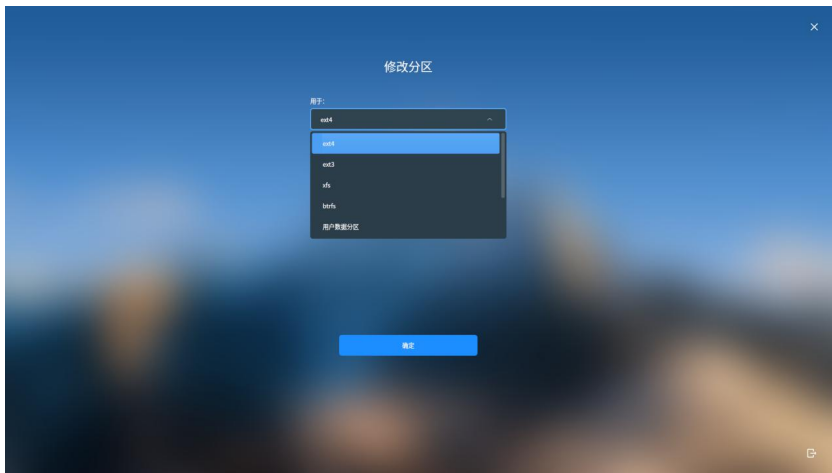 修改分区
用于:
ext4
ext4
ext3
xfs
btrfs
用户数据分区
确定